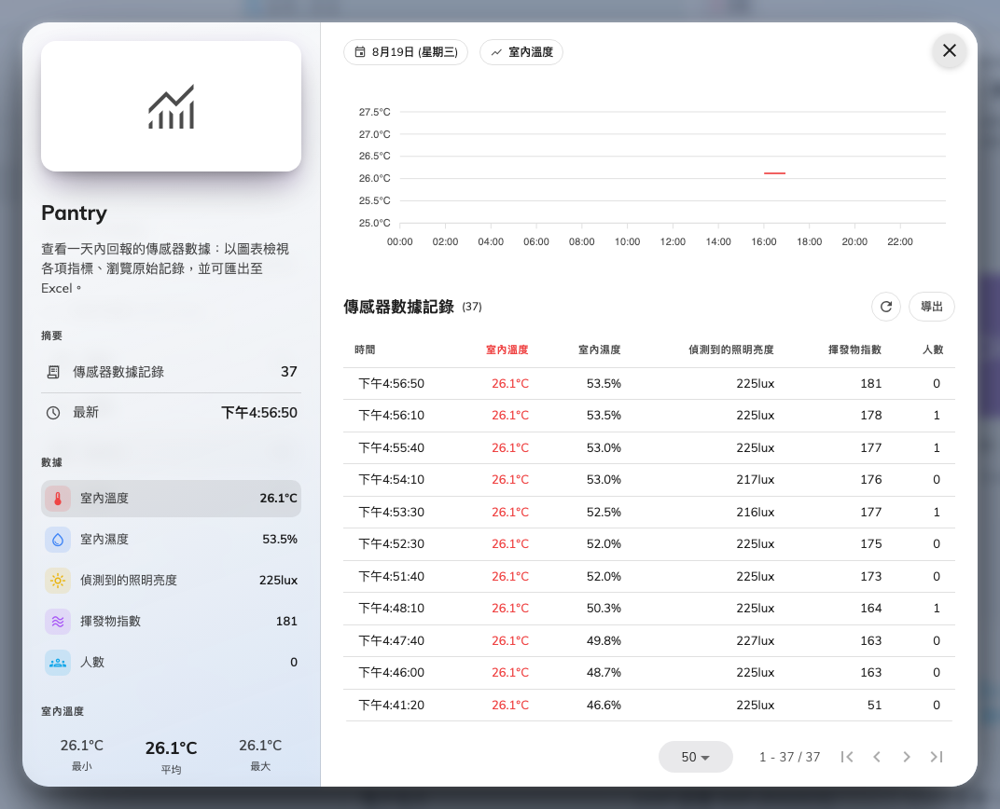 Pantry
查看一天內回報的傳感器數據：以圖表檢視
各項指標、瀏覽原始記錄，並可匯出至
Excel。
摘要
傳感器數據記錄 37
最新 下午4:56:50
數據
室內溫度 26.1°C
室內濕度 53.5%
偵測到的照明亮度 225lux
揮發物指數 181
人數 0
室內溫度
26.1°C 26.1°C 26.1°C
最小 平均 最大
8月19日 (星期三) 室內溫度
27.5°C
27.0°C
26.5°C
26.0°C
25.5°C
25.0°C
00:00 02:00 04:00 06:00 08:00 10:00 12:00 14:00 16:00 18:00 20:00 22:00
傳感器數據記錄 (37) 導出
時間 室內溫度 室內濕度 偵測到的照明亮度 揮發物指數 人數
下午4:56:50 26.1°C 53.5% 225lux 181 0
下午4:56:10 26.1°C 53.5% 225lux 178 1
下午4:55:40 26.1°C 53.0% 225lux 177 1
下午4:54:10 26.1°C 53.0% 217lux 176 0
下午4:53:30 26.1°C 52.5% 216lux 177 1
下午4:52:30 26.1°C 52.0% 225lux 175 0
下午4:51:40 26.1°C 52.0% 225lux 173 0
下午4:48:10 26.1°C 50.3% 225lux 164 1
下午4:47:40 26.1°C 49.8% 227lux 163 0
下午4:46:00 26.1°C 48.7% 225lux 163 0
下午4:41:20 26.1°C 46.6% 225lux 51 0
50 1 - 37 / 37